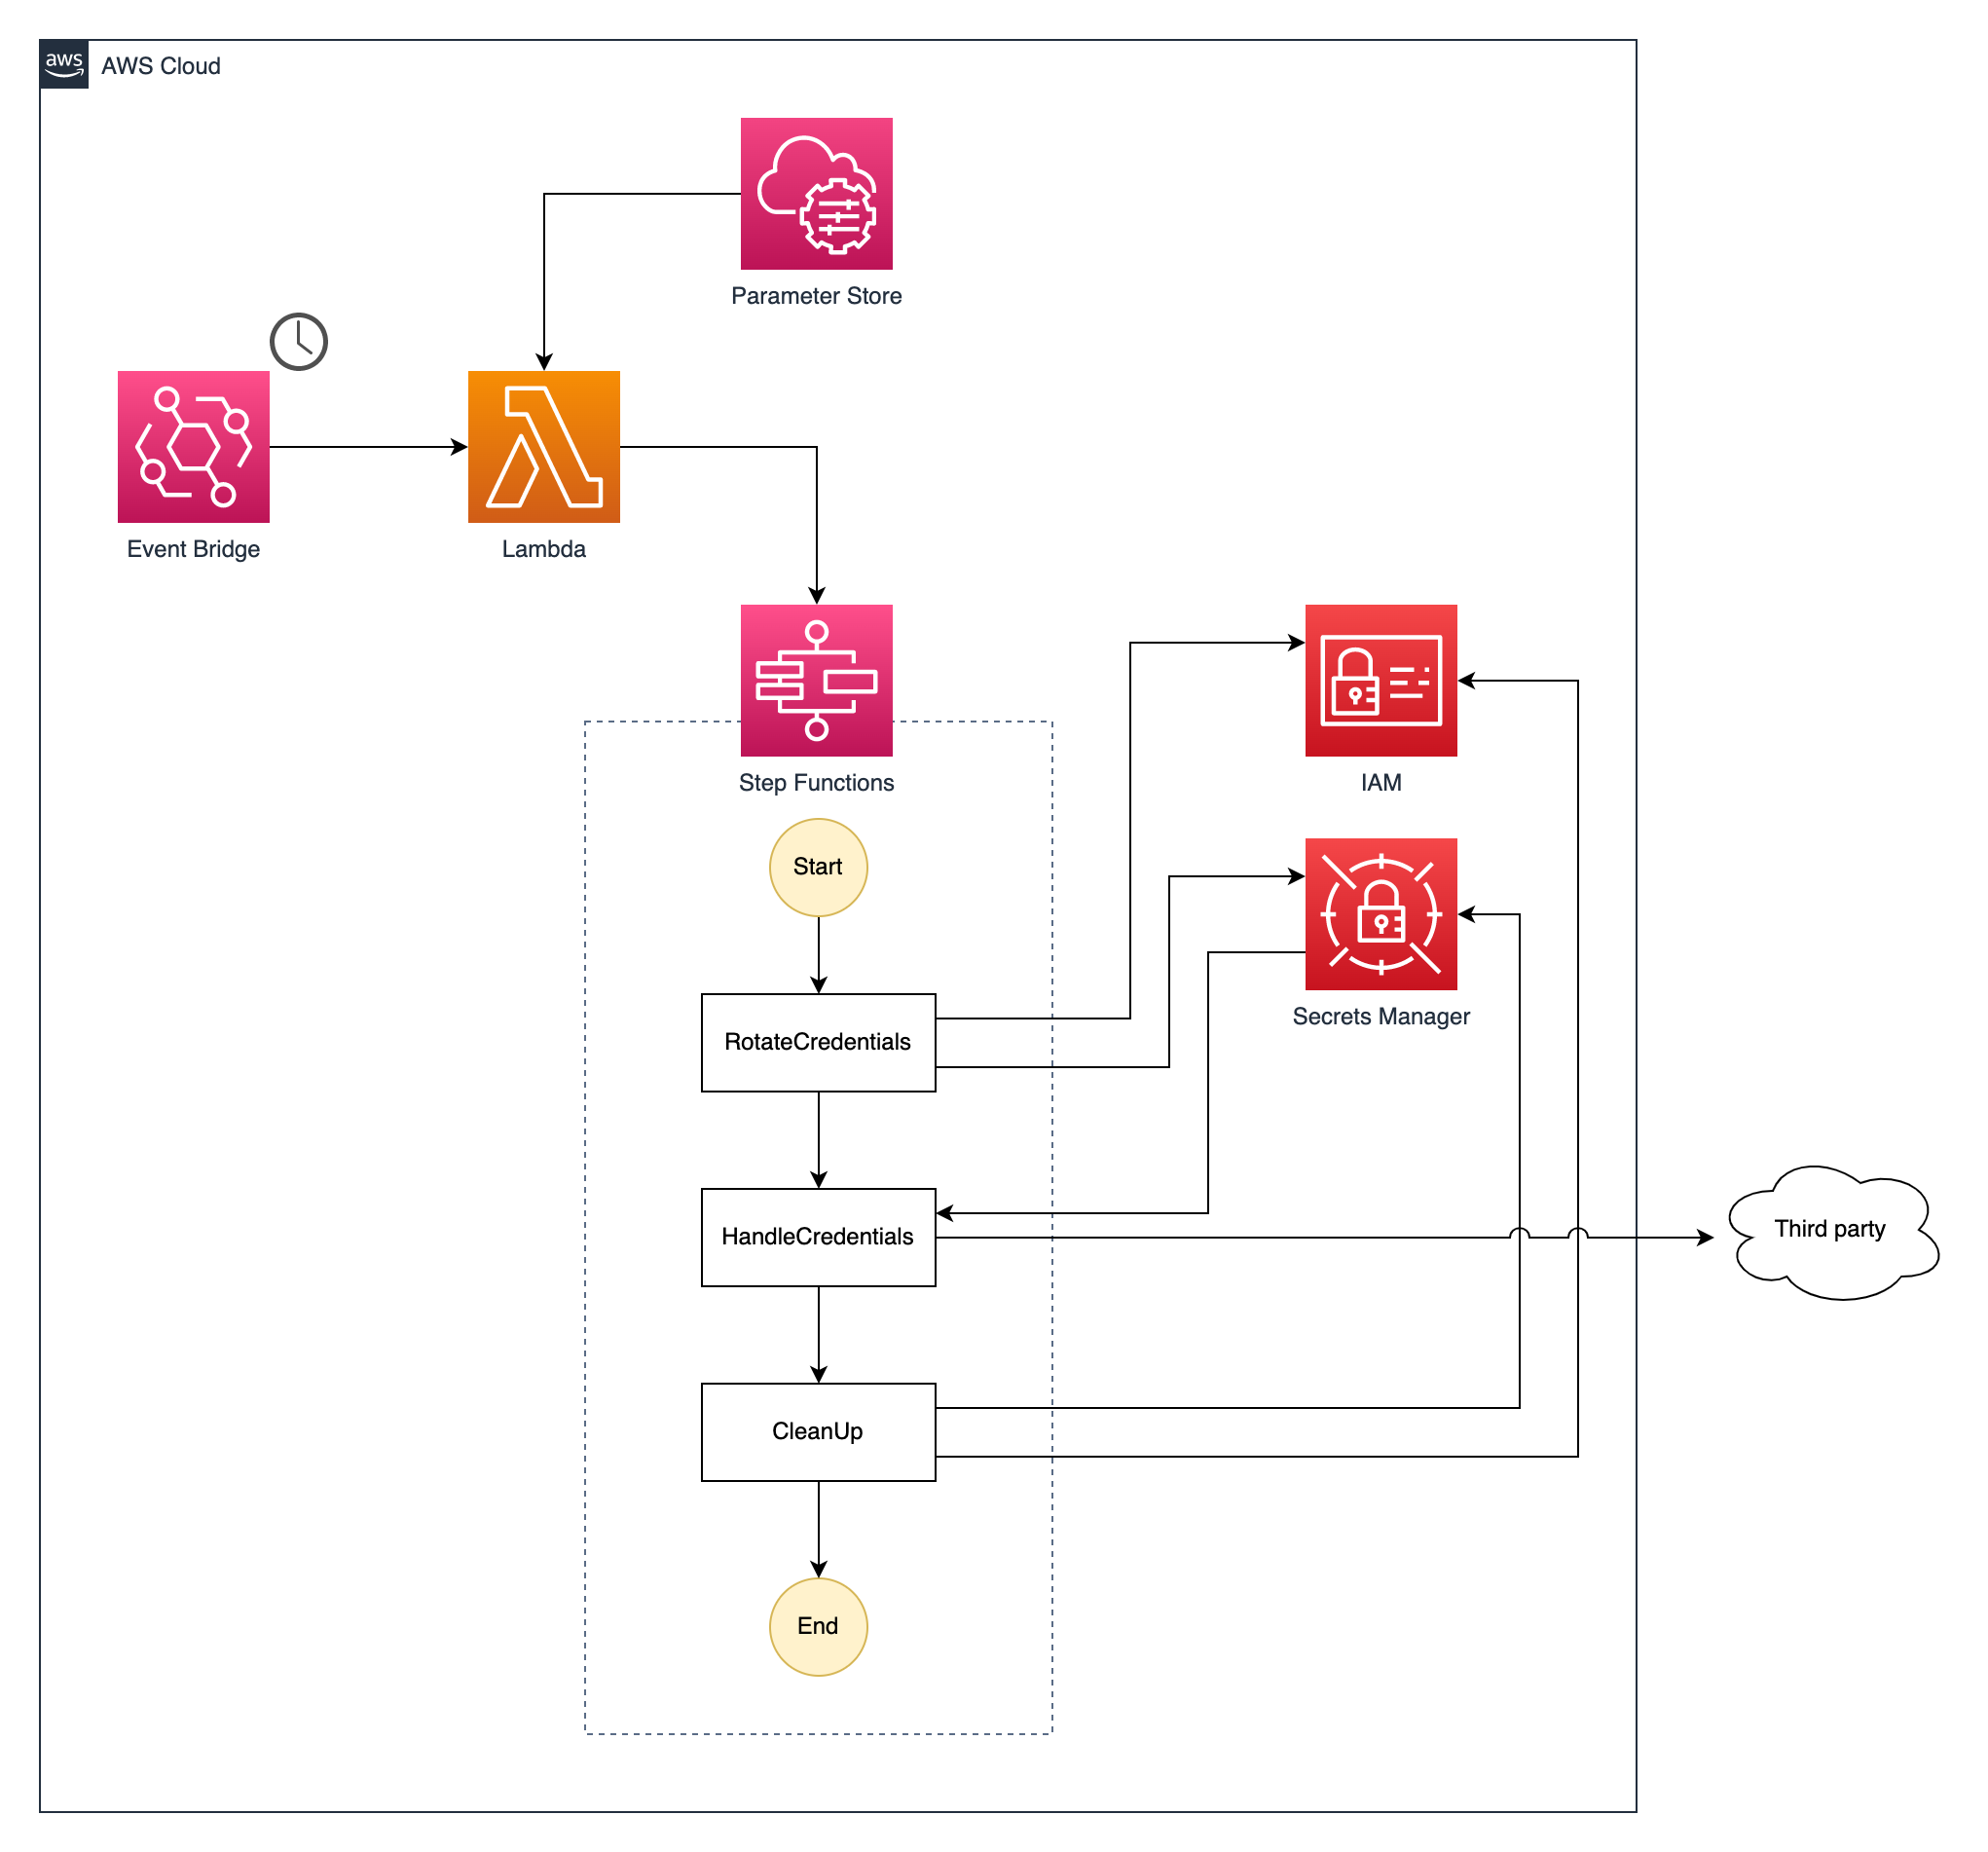 aws
AWS Cloud
Parameter Store
Event Bridge
Lambda
Step Functions
IAM
Start
Secrets Manager
RotateCredentials
HandleCredentials
Third party
CleanUp
End